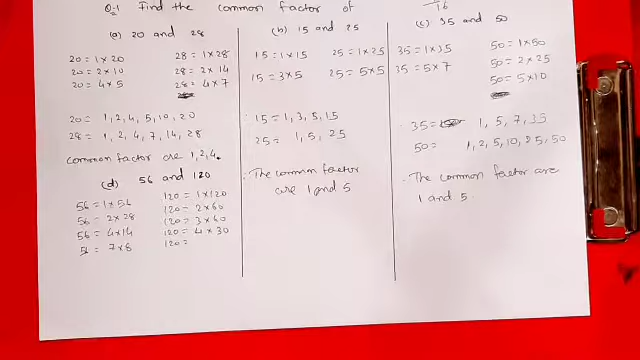 Q.1 Find the common factor of
16
(a) 20 and 28
20 = 1 x 20
20 = 2 x 10
20 = 4 x 5
28 = 1 x 28
28 = 2 x 14
28 = 4 x 7
20 = 1, 2, 4, 5, 10, 20
28 = 1, 2, 4, 7, 14, 28
common factor are 1, 2, 4.
(b) 15 and 25
15 = 1 x 15
15 = 3 x 5
25 = 1 x 25
25 = 5 x 5
15 = 1, 3, 5, 15
25 = 1, 5, 25
The common factor
are 1 and 5
(c) 35 and 50
35 = 1 x 35
35 = 5 x 7
50 = 1 x 50
50 = 2 x 25
50 = 5 x 10
35 = 1, 5, 7, 35
50 = 1, 2, 5, 10, 25, 50
The common factor are
1 and 5
(d) 56 and 120
56 = 1 x 56
56 = 2 x 28
56 = 4 x 14
56 = 7 x 8
120 = 1 x 120
120 = 2 x 60
120 = 3 x 60
120 = 4 x 30
120 =